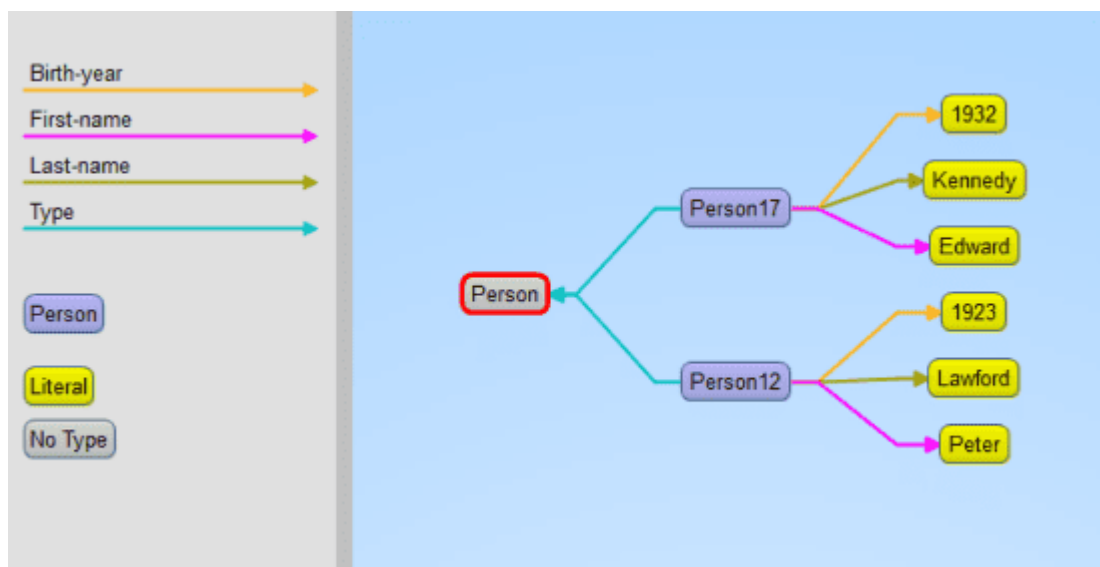 Birth-year
First-name
Last-name
Type
Person
Literal
No Type
Person
Person17
1932
Kennedy
Edward
Person12
1923
Lawford
Peter